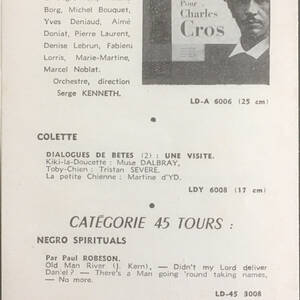 Borg, Michel Bouquet,
Yves Deniaud, Aimé
Doniat, Pierre Laurent,
Denise Lebrun, Fabien
Lorris, Marie-Martine,
Marcel Noblat.
Orchestre, direction
Serge KENNETH.
Pour
Charles
Cros
LD-A 6006 (25 cm)
COLETTE
DIALOGUES DE BETES (2) : UNE VISITE.
Kiki-la-Doucette : Muse DALBRAY,
Toby-Chien : Tristan SEVERE.
La petite Chienne : Martine d'YD.
LDY 6008 (17 cm)
CATÉGORIE 45 TOURS :
NEGRO SPIRITUALS
Par Paul ROBESON.
Old Man River (J. Kern), — Didn't my Lord deliver
Daniel? — There's a Man going 'round taking names,
— No more.
LD-45 3008